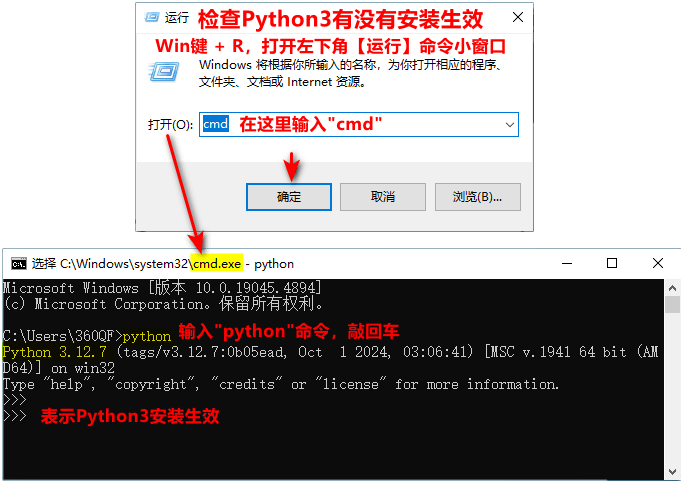 运行 检查Python3有没有安装生效
Win键 + R，打开左下角【运行】命令小窗口
Windows 将根据你所输入的名称，为你打开相应的程序、
文件夹、文档或 Internet 资源。
打开(O): cmd 在这里输入"cmd"
确定 取消 浏览(B)...
选择 C:\Windows\system32\cmd.exe - python
Microsoft Windows [版本 10.0.19045.4894]
(c) Microsoft Corporation。保留所有权利。
C:\Users\360QF>python 输入"python"命令，敲回车
Python 3.12.7 (tags/v3.12.7:0b05ead, Oct  1 2024, 03:06:41) [MSC v.1941 64 bit (AM
D64)] on win32
Type "help", "copyright", "credits" or "license" for more information.
>>>
>>> 表示Python3安装生效